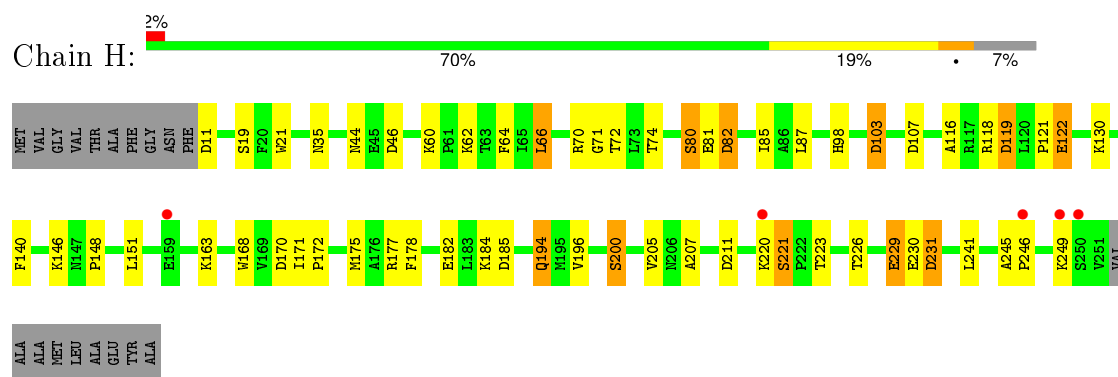 2%
Chain H:
70% 19% • 7%
MET VAL GLY VAL THR ALA PHE GLY ASN PHE D11 S19 F20 W21 N35 N44 E45 D46 K60 P61 K62 T63 F64 I65 L66 R70 G71 T72 L73 T74 S80 E81 D82 I85 A86 L87 H98 D103 D107 A116 R117 R118 D119 L120 P121 E122 K130
F140 K146 N147 P148 L151 E159 K163 W168 V169 D170 I171 P172 M175 A176 R177 F178 E182 L183 K184 D185 Q194 M195 V196 S200 V205 N206 A207 D211 K220 S221 P222 T223 T226 E229 E230 D231 L241 A245 P246 K249 S250 V251 VAL
ALA ALA MET LEU ALA GLU TYR ALA